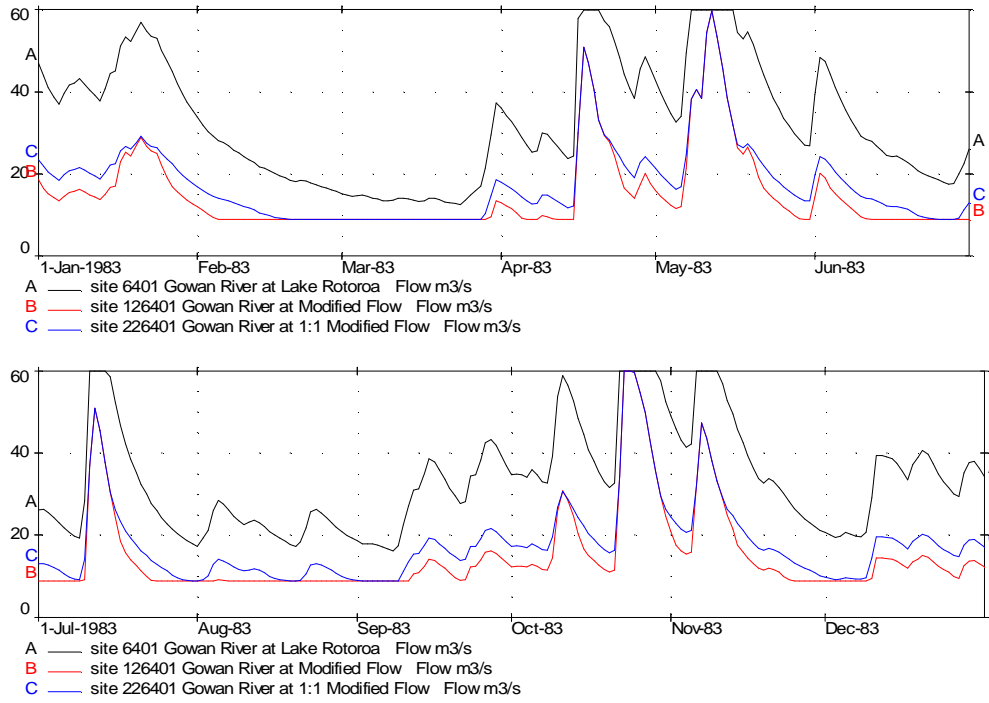 60
A
40
A
C
20
B
C
B
0
1-Jan-1983 Feb-83 Mar-83 Apr-83 May-83 Jun-83
A site 6401 Gowan River at Lake Rotoroa Flow m3/s
B site 126401 Gowan River at Modified Flow Flow m3/s
C site 226401 Gowan River at 1:1 Modified Flow Flow m3/s
60
40
A
20
C
B
0
1-Jul-1983 Aug-83 Sep-83 Oct-83 Nov-83 Dec-83
A site 6401 Gowan River at Lake Rotoroa Flow m3/s
B site 126401 Gowan River at Modified Flow Flow m3/s
C site 226401 Gowan River at 1:1 Modified Flow Flow m3/s